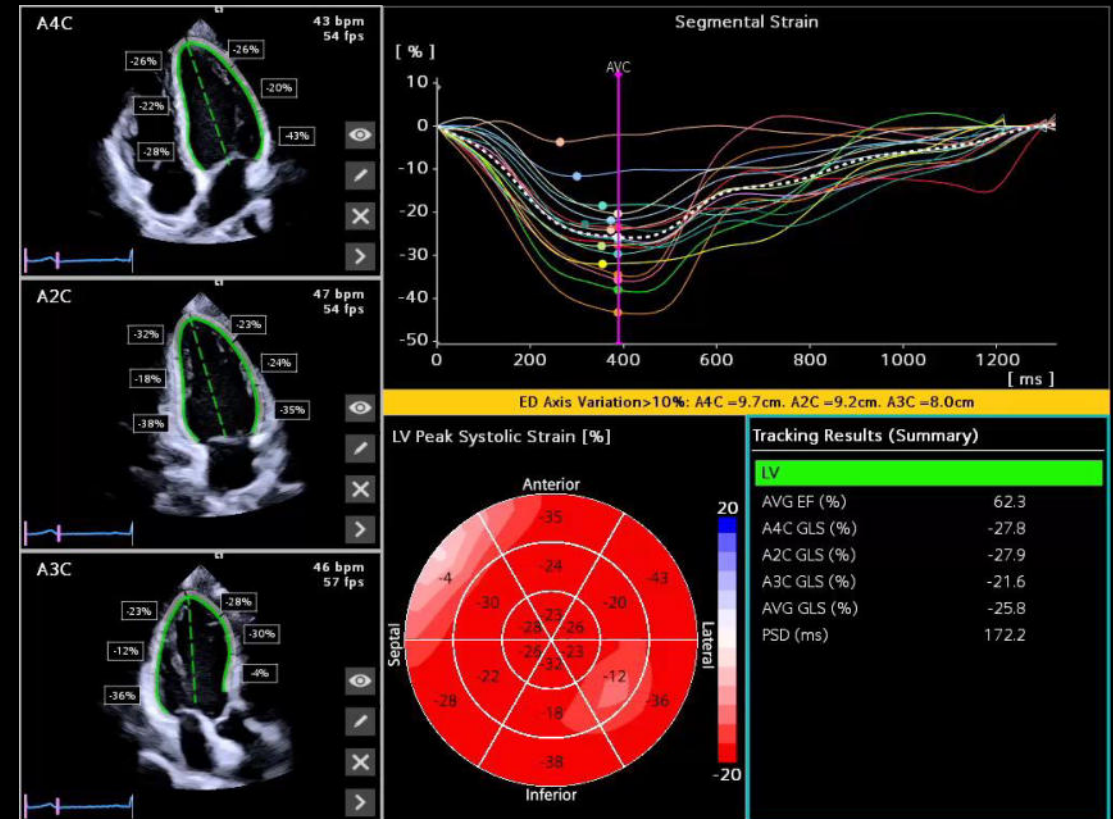 A4C
43 bpm
54 fps
-26%
-26%
-20%
-22%
-43%
-28%
A2C
47 bpm
54 fps
-32%
-23%
-24%
-18%
-35%
-38%
A3C
46 bpm
57 fps
-23%
-28%
-30%
-12%
-4%
-36%
Segmental Strain
[ % ]
AVC
10
0
-10
-20
-30
-40
-50
0 200 400 600 800 1000 1200
[ ms ]
ED Axis Variation>10%: A4C =9.7cm. A2C =9.2cm. A3C =8.0cm
LV Peak Systolic Strain [%]
Anterior
Septal
Lateral
Inferior
-35
-4
-24
-43
-30
-20
-23
-28
-26
-26
-23
-32
-22
-12
-28
-18
-36
-38
20
-20
Tracking Results (Summary)
LV
AVG EF (%) 62.3
A4C GLS (%) -27.8
A2C GLS (%) -27.9
A3C GLS (%) -21.6
AVG GLS (%) -25.8
PSD (ms) 172.2